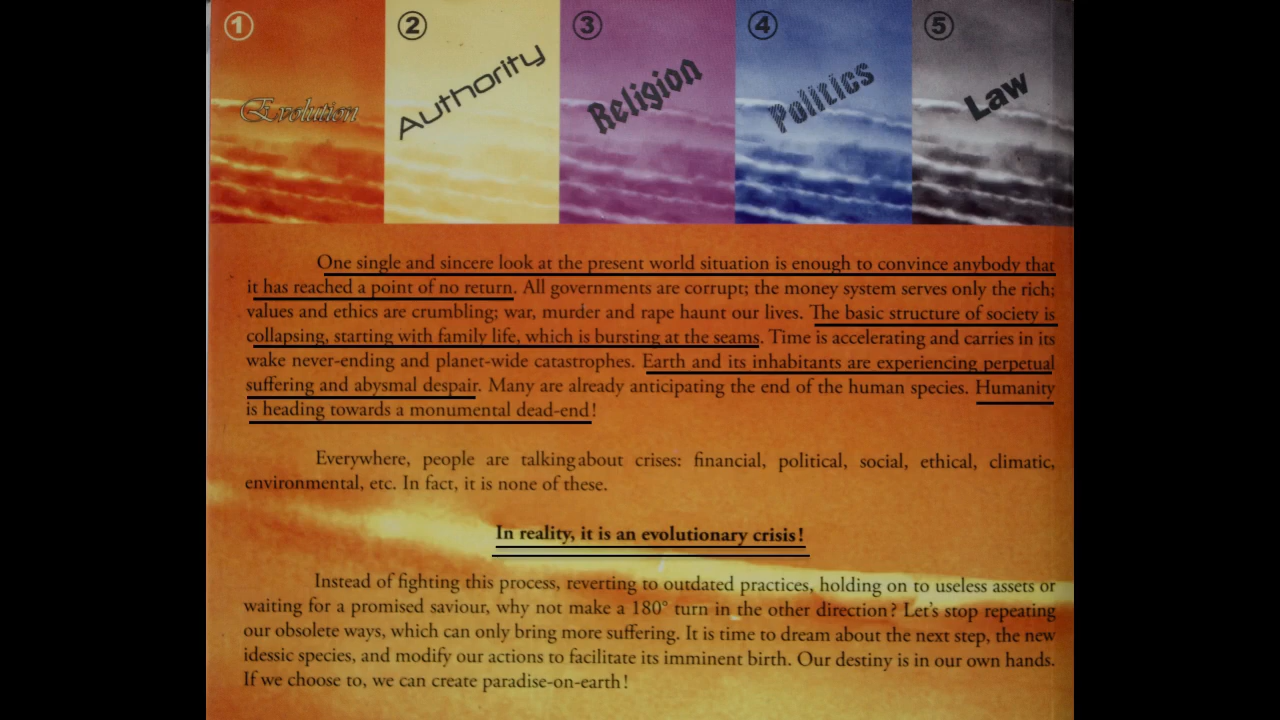 ① ② ③ ④ ⑤
Evolution Authority Religion Politics Law
One single and sincere look at the present world situation is enough to convince anybody that
it has reached a point of no return. All governments are corrupt; the money system serves only the rich;
values and ethics are crumbling; war, murder and rape haunt our lives. The basic structure of society is
collapsing, starting with family life, which is bursting at the seams. Time is accelerating and carries in its
wake never-ending and planet-wide catastrophes. Earth and its inhabitants are experiencing perpetual
suffering and abysmal despair. Many are already anticipating the end of the human species. Humanity
is heading towards a monumental dead-end!
Everywhere, people are talking about crises: financial, political, social, ethical, climatic,
environmental, etc. In fact, it is none of these.
In reality, it is an evolutionary crisis!
Instead of fighting this process, reverting to outdated practices, holding on to useless assets or
waiting for a promised saviour, why not make a 180° turn in the other direction? Let's stop repeating
our obsolete ways, which can only bring more suffering. It is time to dream about the next step, the new
idessic species, and modify our actions to facilitate its imminent birth. Our destiny is in our own hands.
If we choose to, we can create paradise-on-earth!